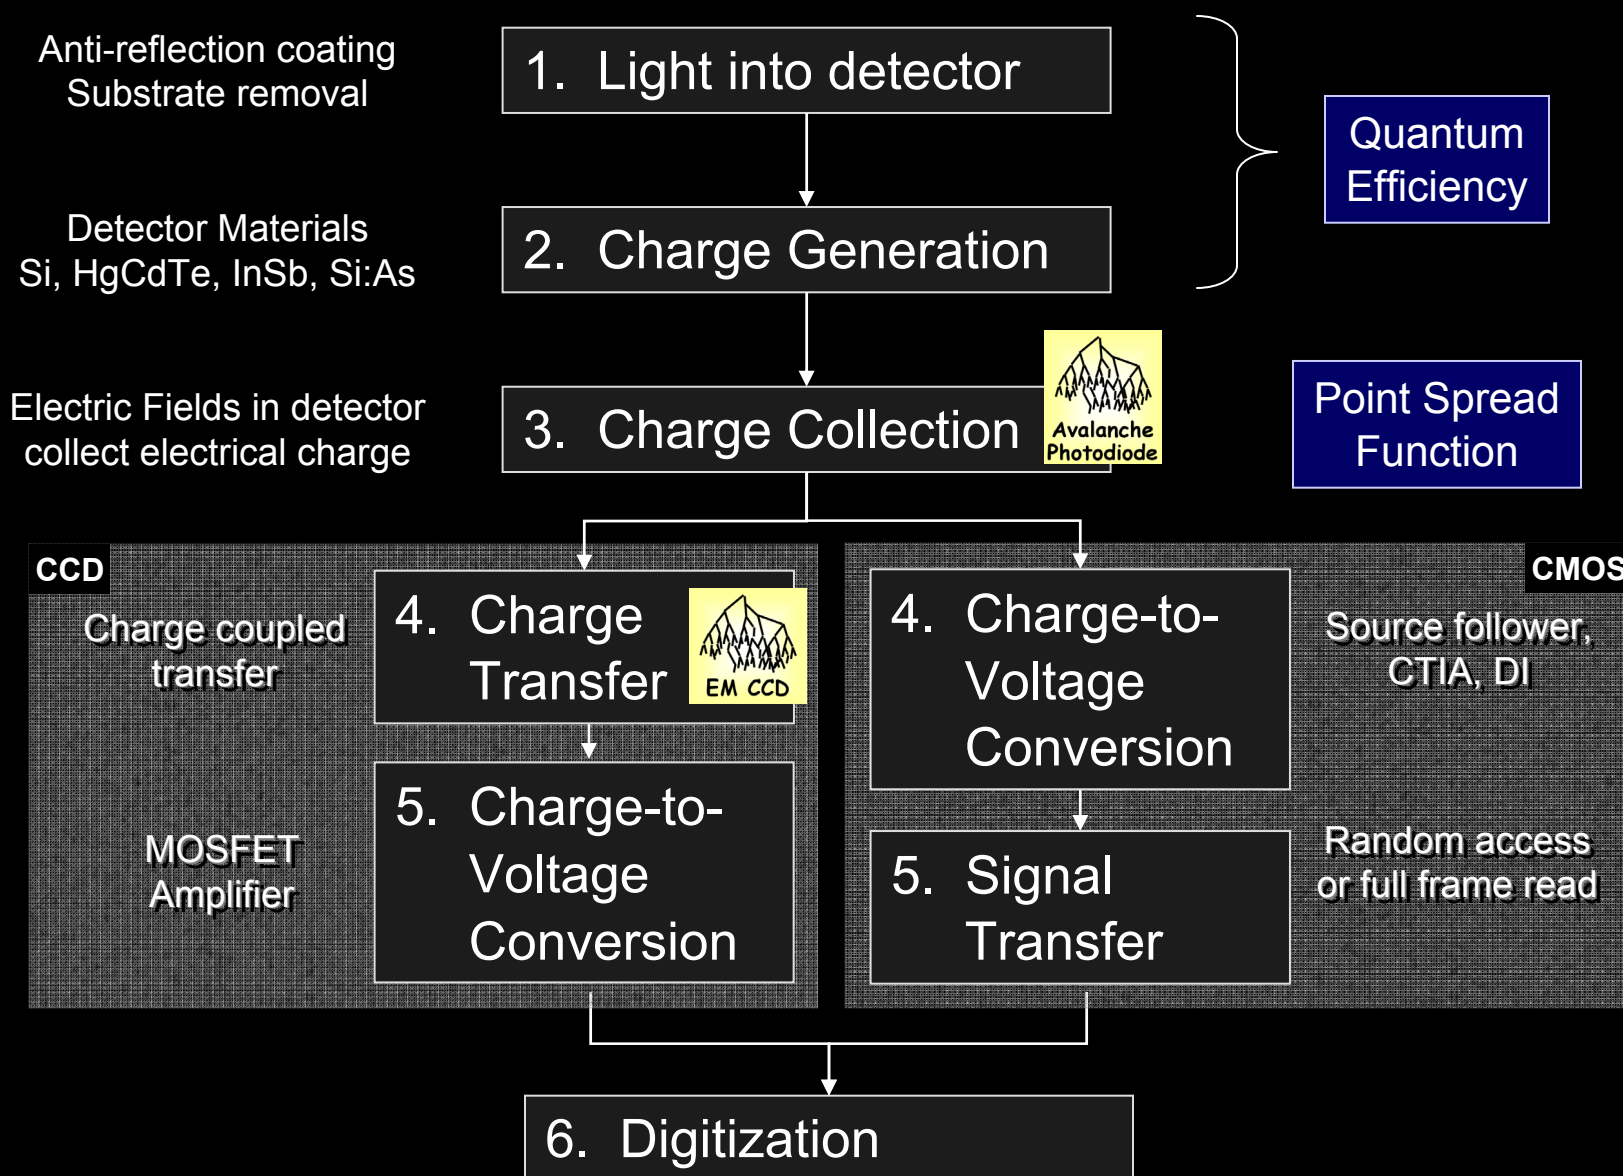 Anti-reflection coating
Substrate removal
1. Light into detector
Quantum
Efficiency
Detector Materials
Si, HgCdTe, InSb, Si:As
2. Charge Generation
Electric Fields in detector
collect electrical charge
3. Charge Collection
Avalanche
Photodiode
Point Spread
Function
CCD
Charge coupled
transfer
4. Charge
Transfer
EM CCD
MOSFET
Amplifier
5. Charge-to-
Voltage
Conversion
CMOS
4. Charge-to-
Voltage
Conversion
Source follower,
CTIA, DI
5. Signal
Transfer
Random access
or full frame read
6. Digitization